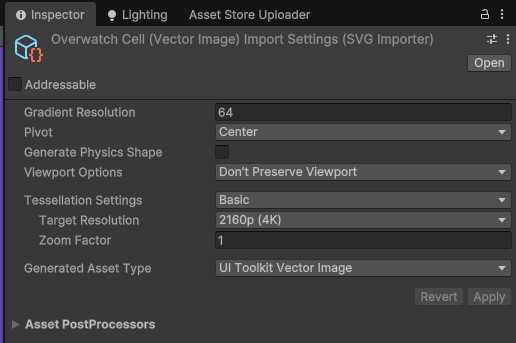 Inspector Lighting Asset Store Uploader
Overwatch Cell (Vector Image) Import Settings (SVG Importer)
Open
Addressable
Gradient Resolution 64
Pivot Center
Generate Physics Shape
Viewport Options Don't Preserve Viewport
Tessellation Settings Basic
Target Resolution 2160p (4K)
Zoom Factor 1
Generated Asset Type UI Toolkit Vector Image
Revert Apply
Asset PostProcessors